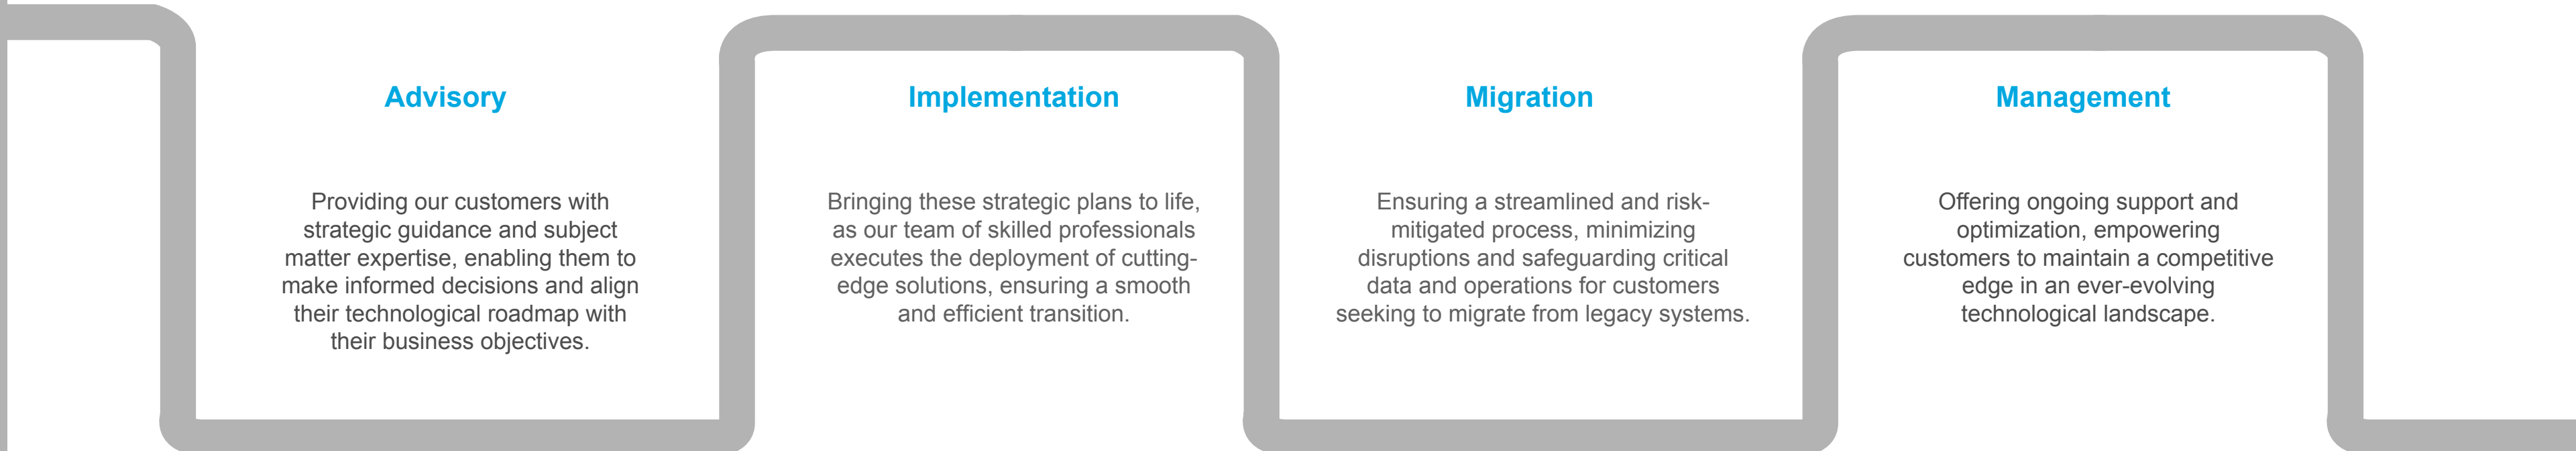 Advisory
Providing our customers with
strategic guidance and subject
matter expertise, enabling them to
make informed decisions and align
their technological roadmap with
their business objectives.
Implementation
Bringing these strategic plans to life,
as our team of skilled professionals
executes the deployment of cutting-
edge solutions, ensuring a smooth
and efficient transition.
Migration
Ensuring a streamlined and risk-
mitigated process, minimizing
disruptions and safeguarding critical
data and operations for customers
seeking to migrate from legacy systems.
Management
Offering ongoing support and
optimization, empowering
customers to maintain a competitive
edge in an ever-evolving
technological landscape.